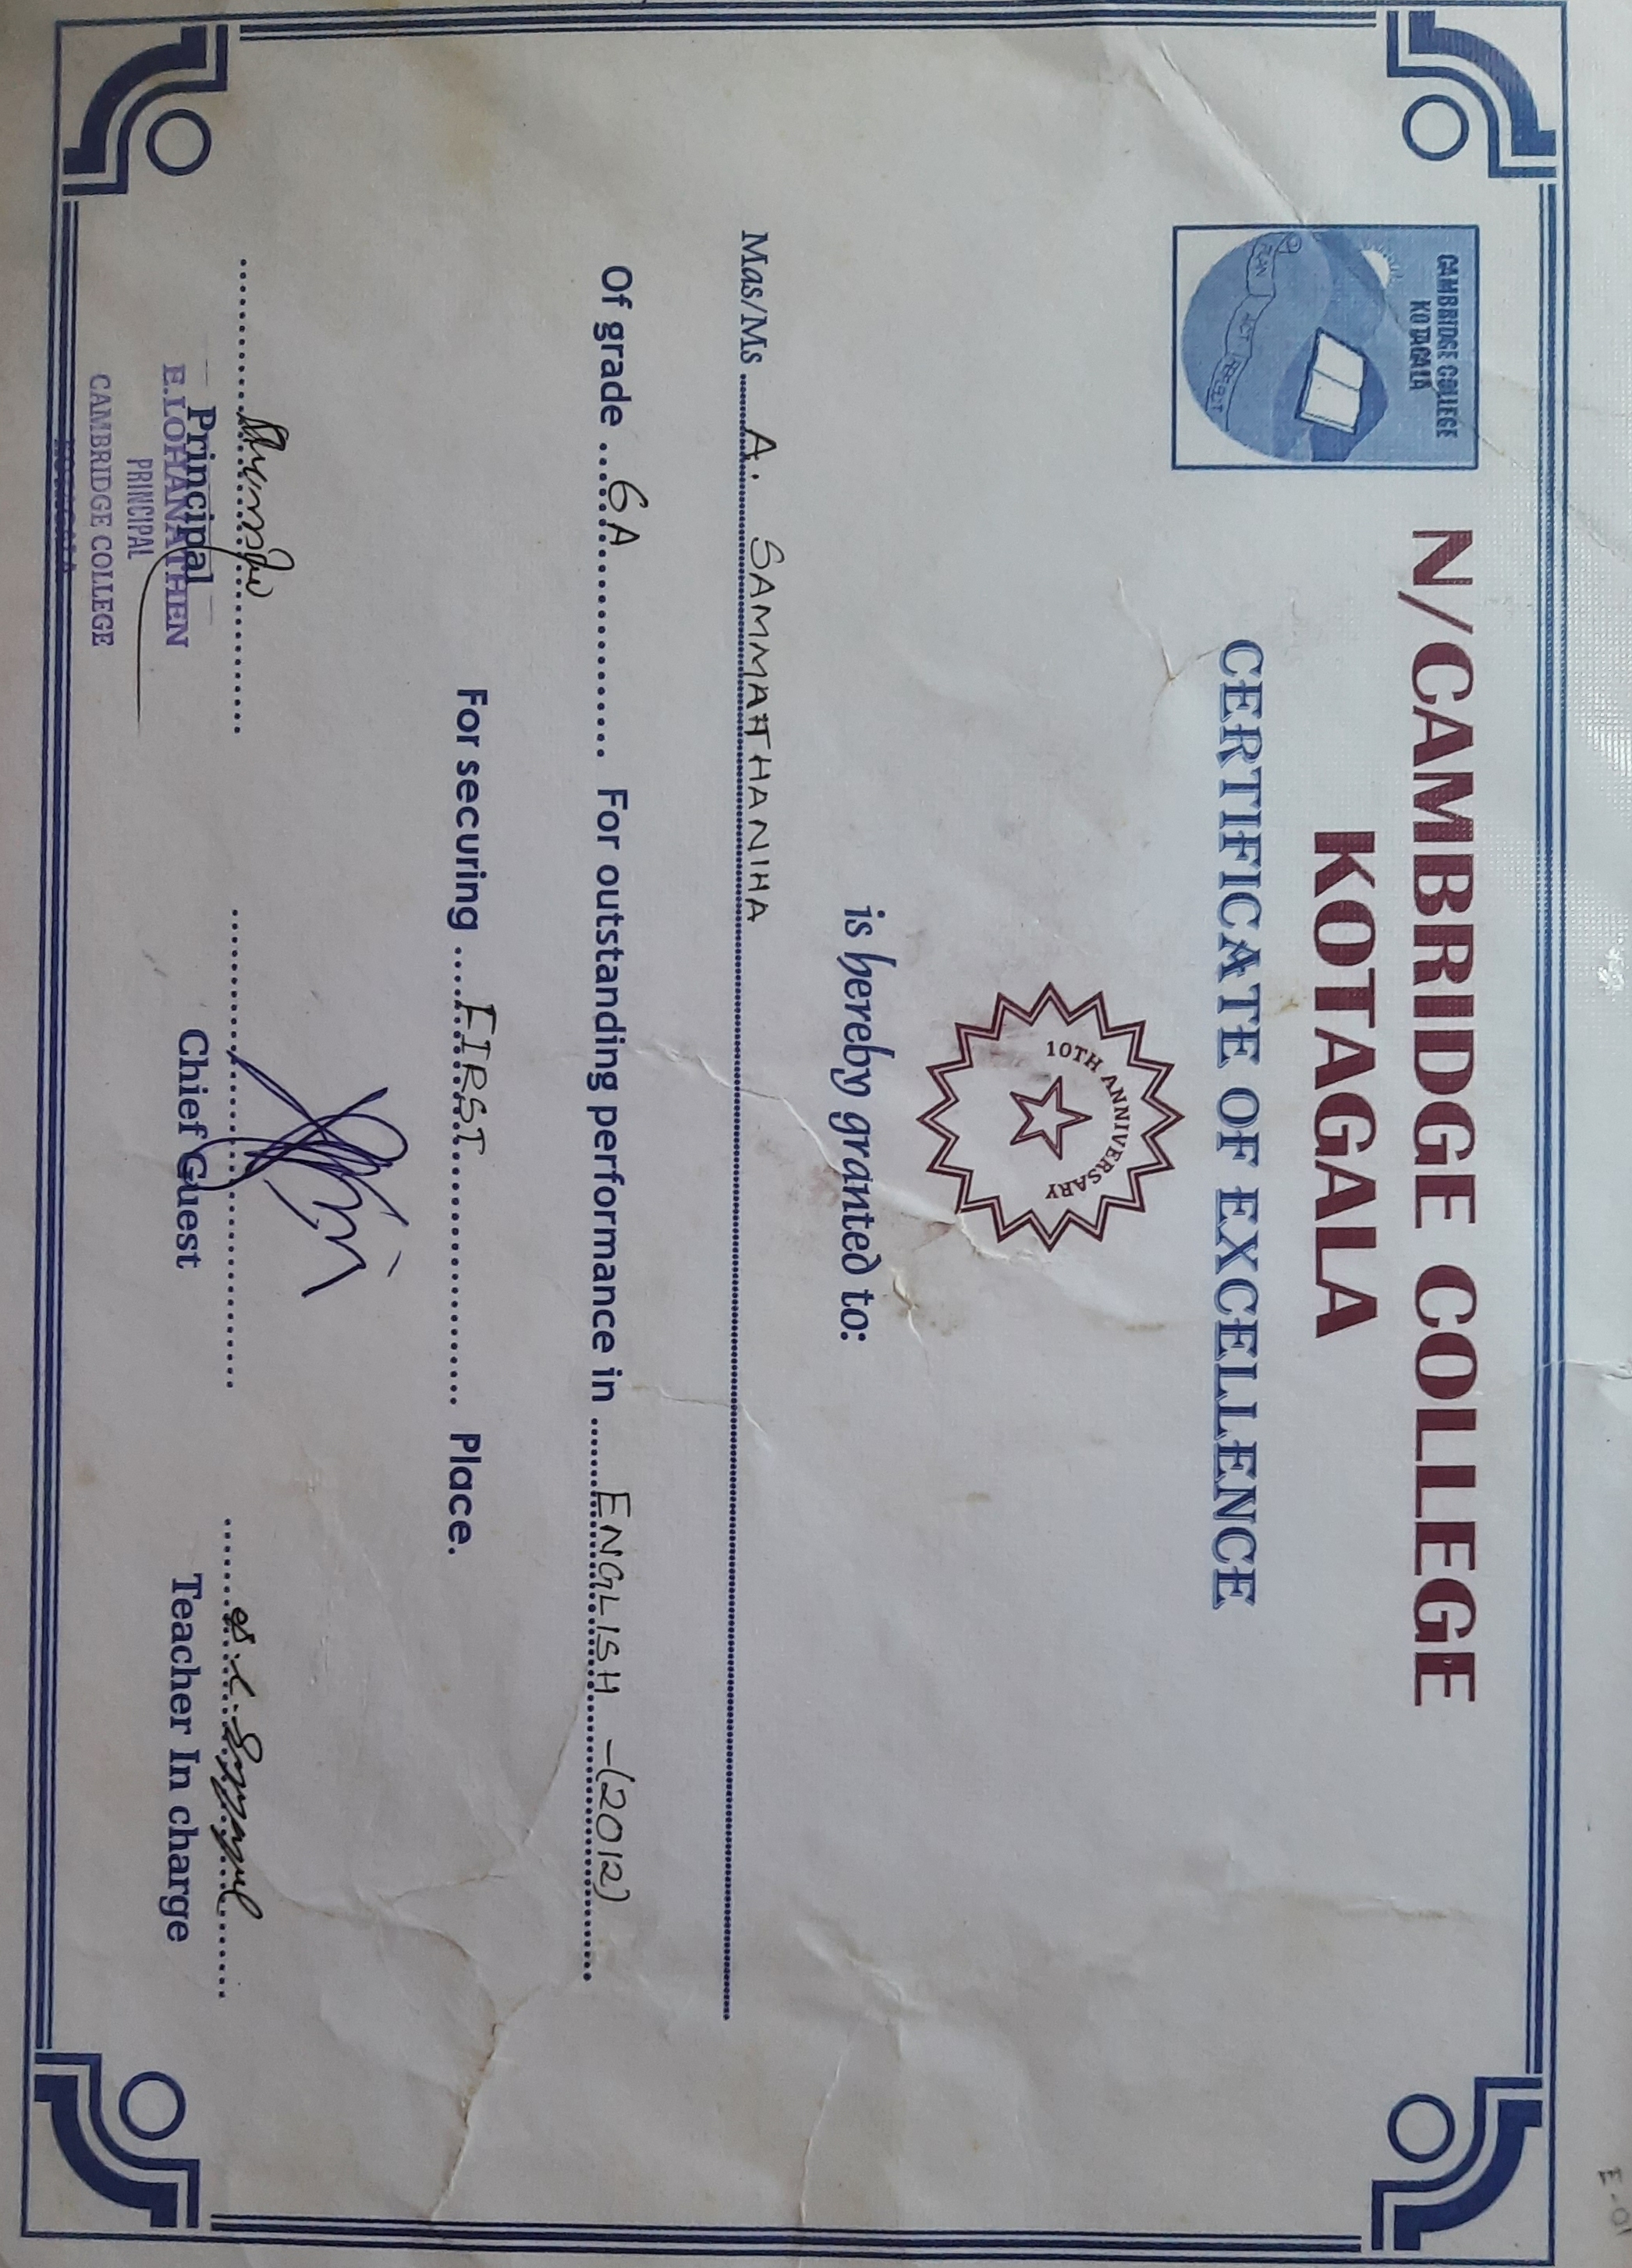 CAMBRIDGE COLLEGE
KOTAGALA
PLAN ACT
N/CAMBRIDGE COLLEGE
KOTAGALA
CERTIFICATE OF EXCELLENCE
10TH ANNIVERSARY
is hereby granted to:
Mas/Ms A. SAMMATHANIHA
Of grade 6A For outstanding performance in ENGLISH -(2012)
For securing FIRST Place.
Principal Chief Guest Teacher In charge
E.LOHANATHEN
PRINCIPAL
CAMBRIDGE COLLEGE